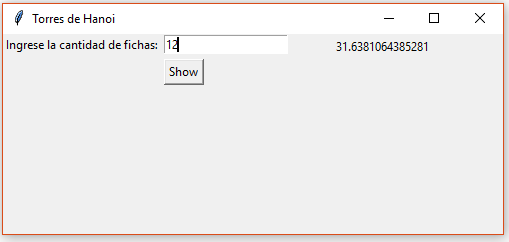 Torres de Hanoi
Ingrese la cantidad de fichas: 12 31.6381064385281
Show